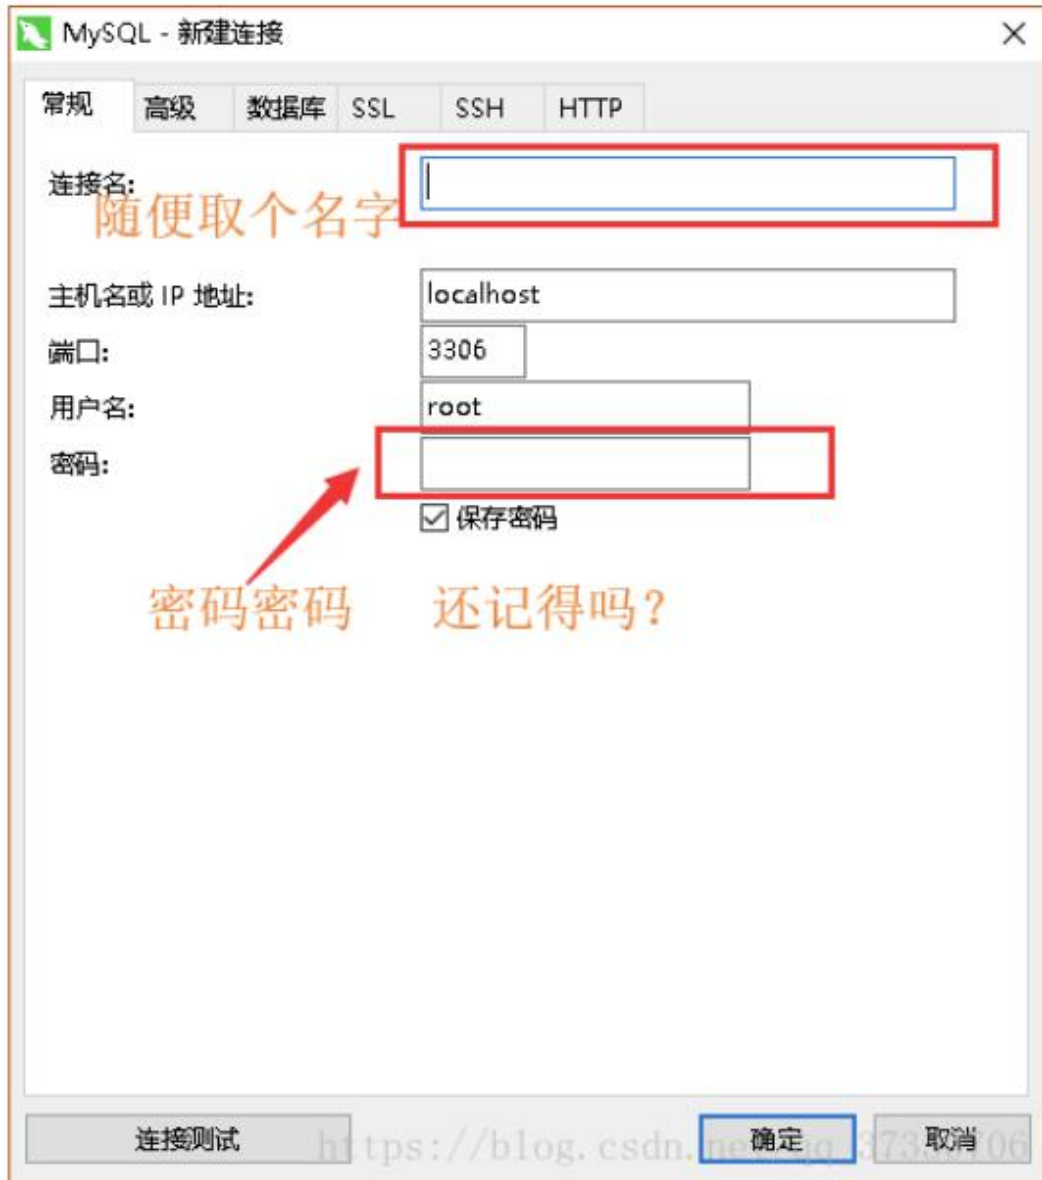 MySQL - 新建连接
常规 高级 数据库 SSL SSH HTTP
连接名:
随便取个名字
主机名或 IP 地址: localhost
端口: 3306
用户名: root
密码:
保存密码
密码密码 还记得吗？
连接测试 确定 取消
https://blog.csdn.net